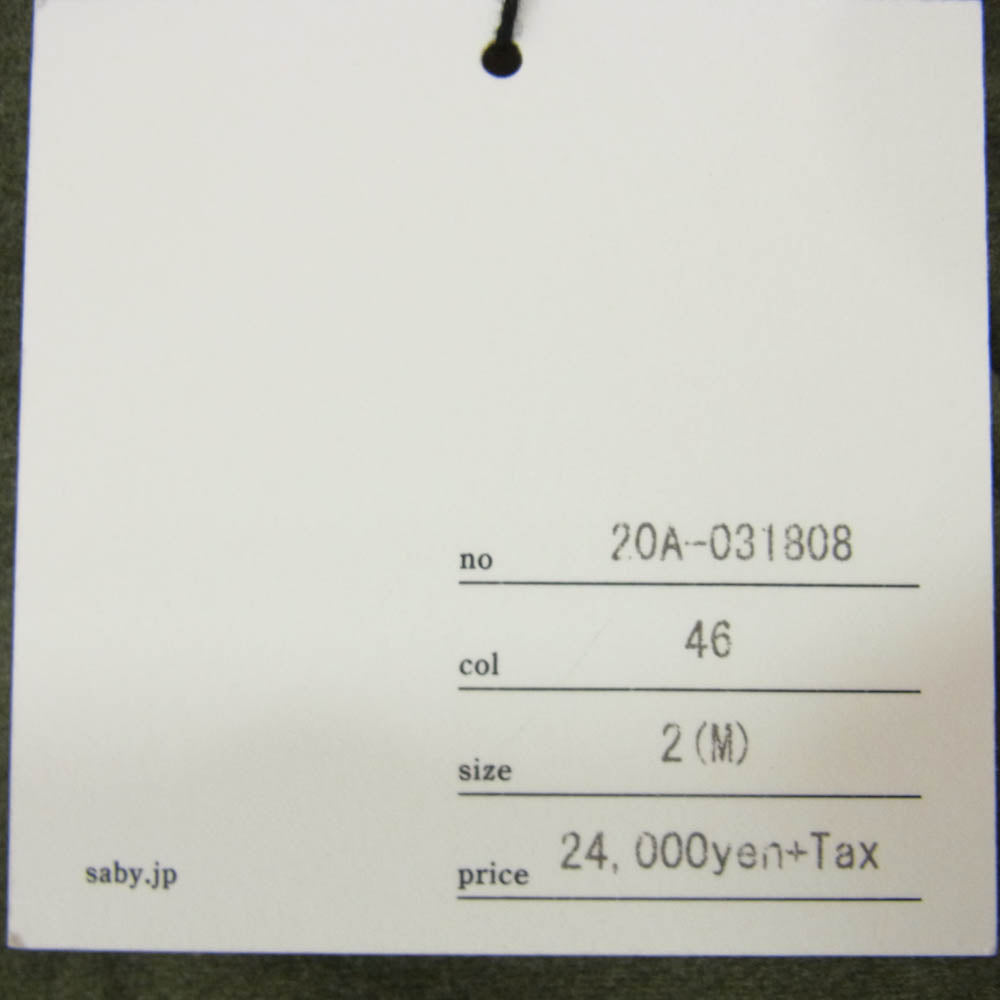 no 20A-031808
col 46
size 2(M)
price 24,000yen+Tax
saby.jp